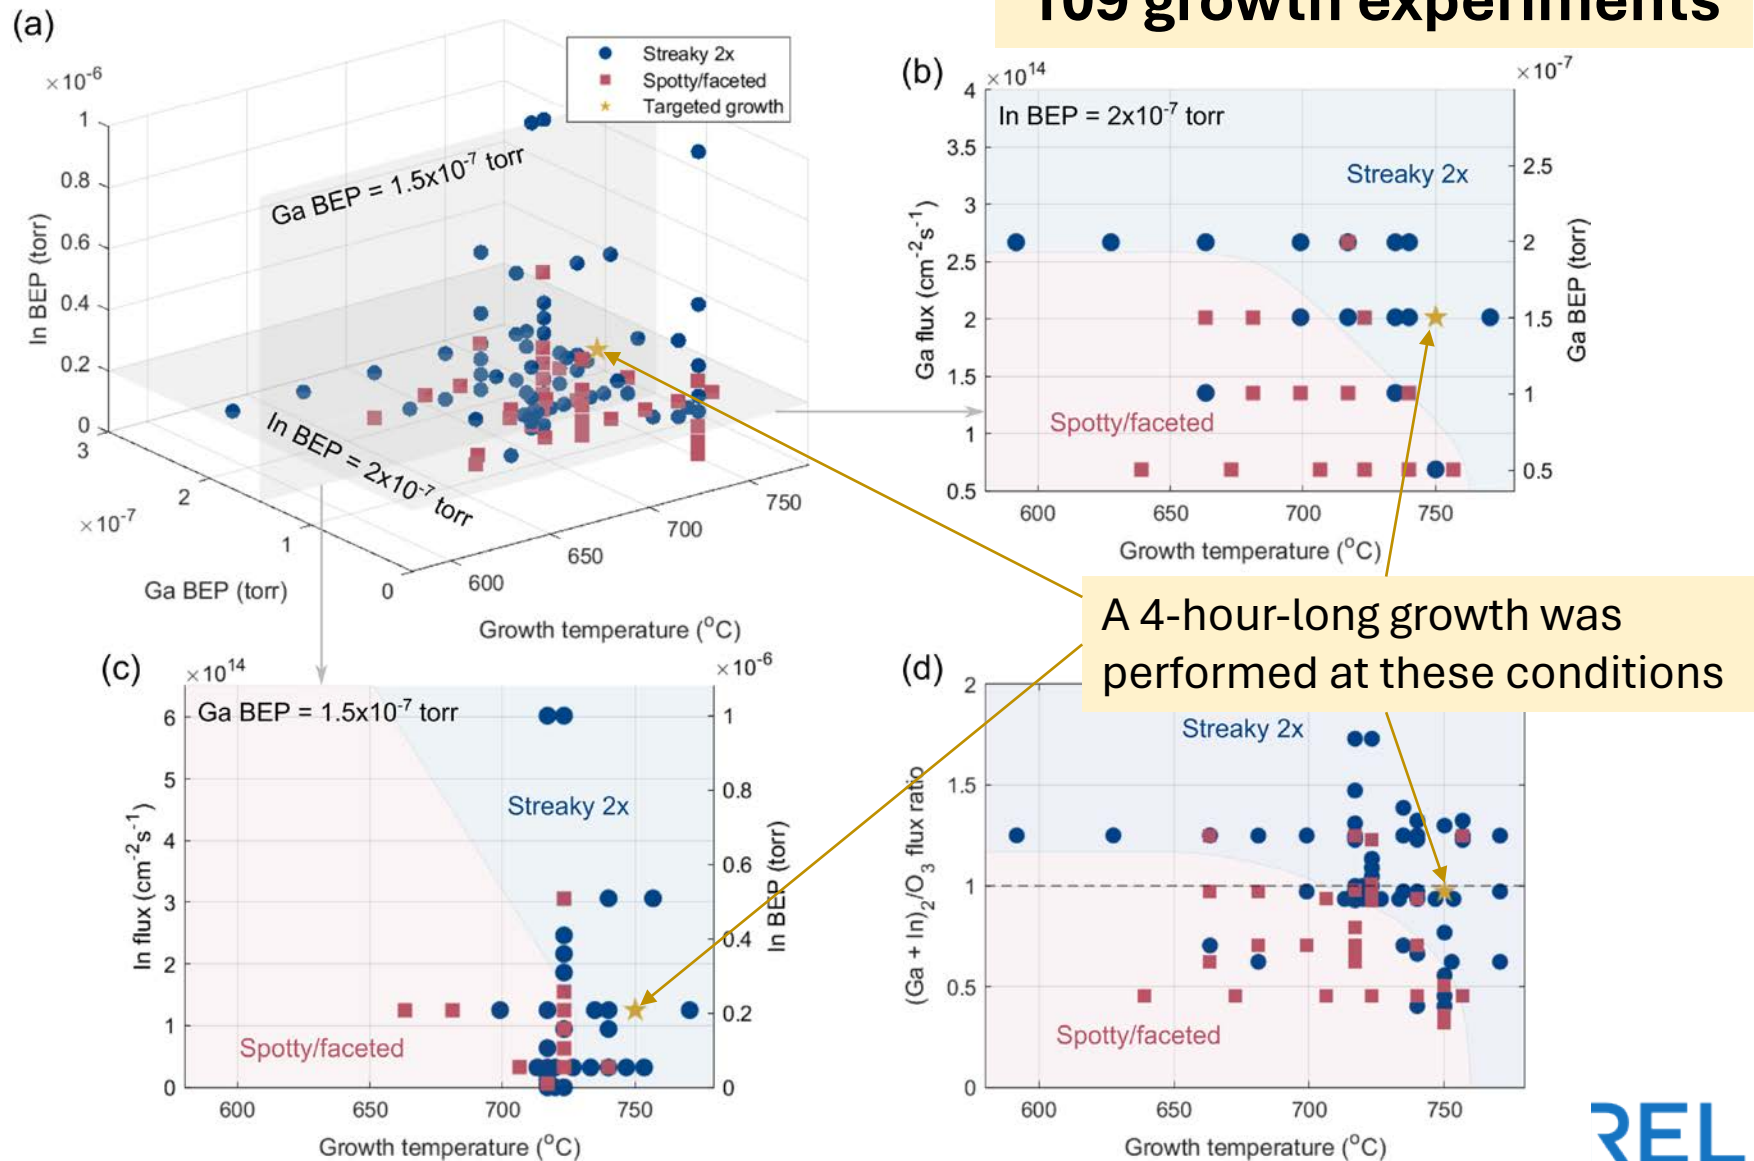 109 growth experiments
(a)
×10⁻⁶
Streaky 2x
Spotty/faceted
Targeted growth
1
0.8
0.6
0.4
0.2
0
In BEP (torr)
Ga BEP = 1.5x10⁻⁷ torr
In BEP = 2x10⁻⁷ torr
3
2
1
0
×10⁻⁷
Ga BEP (torr)
600
650
700
750
Growth temperature (°C)
(b)
×10¹⁴
×10⁻⁷
In BEP = 2x10⁻⁷ torr
Streaky 2x
Spotty/faceted
4
3.5
3
2.5
2
1.5
1
0.5
Ga flux (cm⁻²s⁻¹)
2.5
2
1.5
1
0.5
Ga BEP (torr)
600 650 700 750
Growth temperature (°C)
A 4-hour-long growth was
performed at these conditions
(c)
×10¹⁴
×10⁻⁶
Ga BEP = 1.5x10⁻⁷ torr
Streaky 2x
Spotty/faceted
6
5
4
3
2
1
0
In flux (cm⁻²s⁻¹)
1
0.8
0.6
0.4
0.2
0
In BEP (torr)
600 650 700 750
Growth temperature (°C)
(d)
Streaky 2x
Spotty/faceted
2
1.5
1
0.5
0
(Ga + In)₂/O₃ flux ratio
600 650 700 750
Growth temperature (°C)
REL